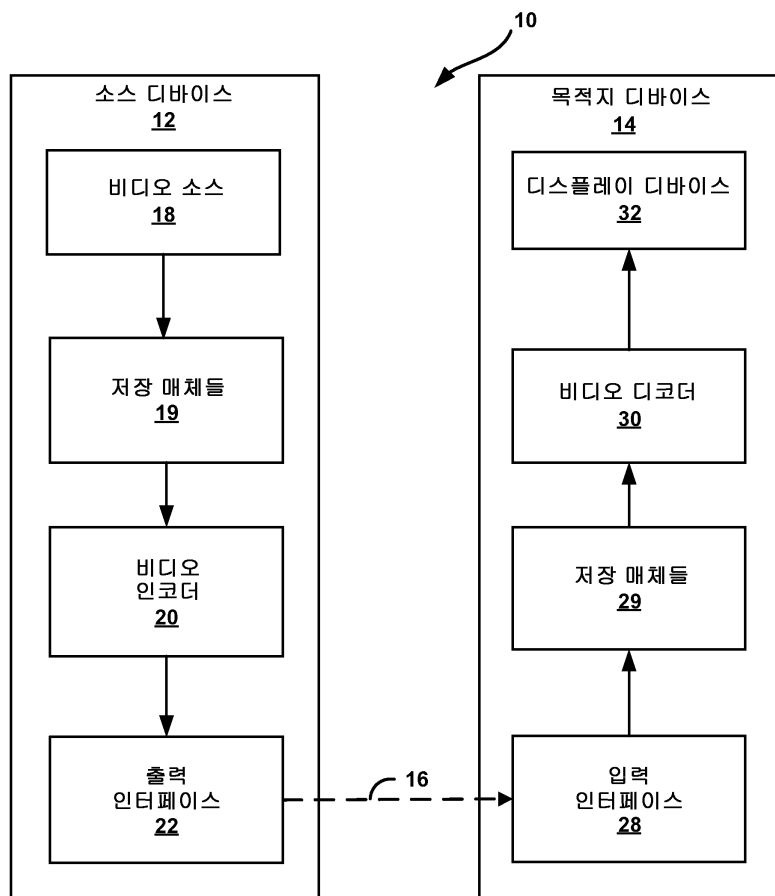 10
소스 디바이스
12
비디오 소스
18
저장 매체들
19
비디오
인코더
20
출력
인터페이스
22
16
목적지 디바이스
14
디스플레이 디바이스
32
비디오 디코더
30
저장 매체들
29
입력
인터페이스
28